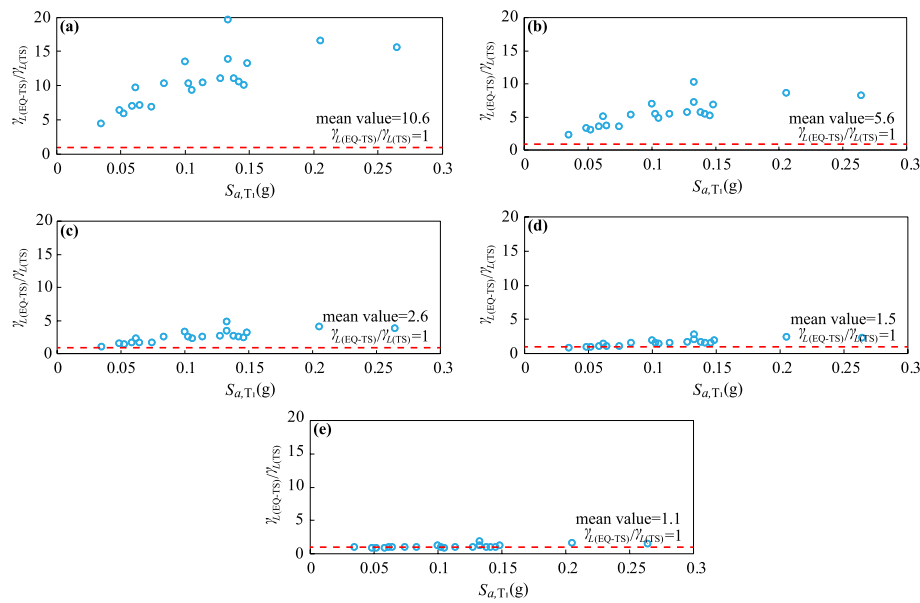 (a)
20
15
10
5
0
γL(EQ-TS)/γL(TS)
mean value=10.6
γL(EQ-TS)/γL(TS)=1
0 0.05 0.1 0.15 0.2 0.25 0.3
Sa,T₁(g)
(b)
20
15
10
5
0
γL(EQ-TS)/γL(TS)
mean value=5.6
γL(EQ-TS)/γL(TS)=1
0 0.05 0.1 0.15 0.2 0.25 0.3
Sa,T₁(g)
(c)
20
15
10
5
0
γL(EQ-TS)/γL(TS)
mean value=2.6
γL(EQ-TS)/γL(TS)=1
0 0.05 0.1 0.15 0.2 0.25 0.3
Sa,T₁(g)
(d)
20
15
10
5
0
γL(EQ-TS)/γL(TS)
mean value=1.5
γL(EQ-TS)/γL(TS)=1
0 0.05 0.1 0.15 0.2 0.25 0.3
Sa,T₁(g)
(e)
20
15
10
5
0
γL(EQ-TS)/γL(TS)
mean value=1.1
γL(EQ-TS)/γL(TS)=1
0 0.05 0.1 0.15 0.2 0.25 0.3
Sa,T₁(g)